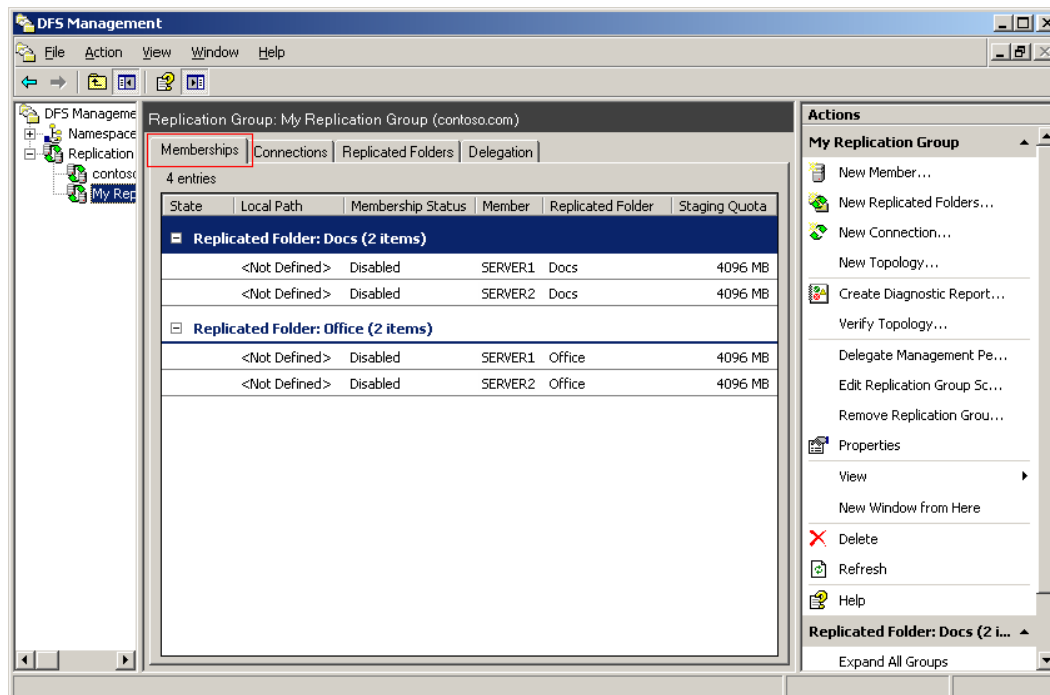 DFS Management
File Action View Window Help
DFS Manageme
Namespace
Replication
contoso
My Rep
Replication Group: My Replication Group (contoso.com)
Memberships Connections Replicated Folders Delegation
4 entries
State Local Path Membership Status Member Replicated Folder Staging Quota
Replicated Folder: Docs (2 items)
<Not Defined> Disabled SERVER1 Docs 4096 MB
<Not Defined> Disabled SERVER2 Docs 4096 MB
Replicated Folder: Office (2 items)
<Not Defined> Disabled SERVER1 Office 4096 MB
<Not Defined> Disabled SERVER2 Office 4096 MB
Actions
My Replication Group
New Member...
New Replicated Folders...
New Connection...
New Topology...
Create Diagnostic Report...
Verify Topology...
Delegate Management Pe...
Edit Replication Group Sc...
Remove Replication Grou...
Properties
View
New Window from Here
Delete
Refresh
Help
Replicated Folder: Docs (2 i...
Expand All Groups